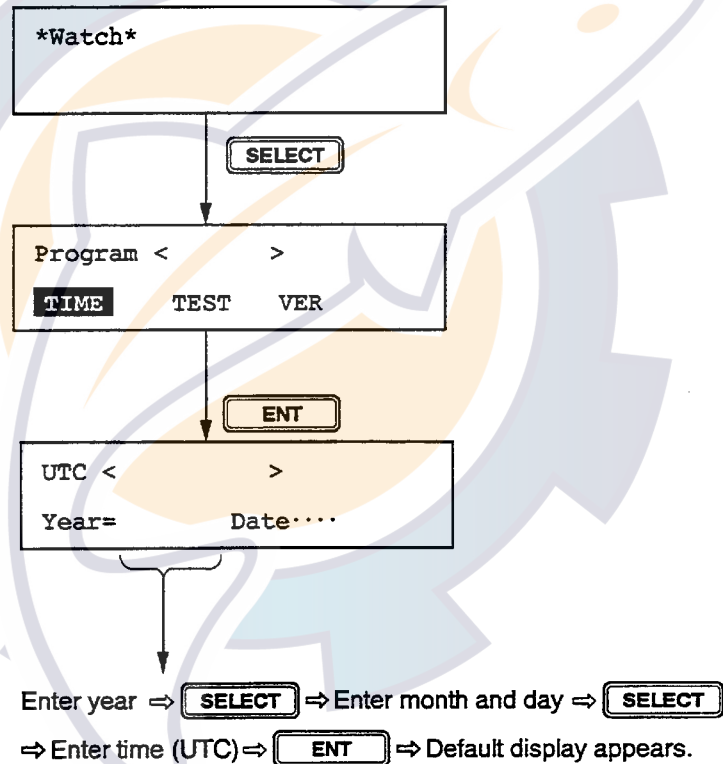 *Watch*
SELECT
Program < >
TIME TEST VER
ENT
UTC < >
Year= Date····
Enter year ⇨ SELECT ⇨ Enter month and day ⇨ SELECT
⇨ Enter time (UTC) ⇨ ENT ⇨ Default display appears.